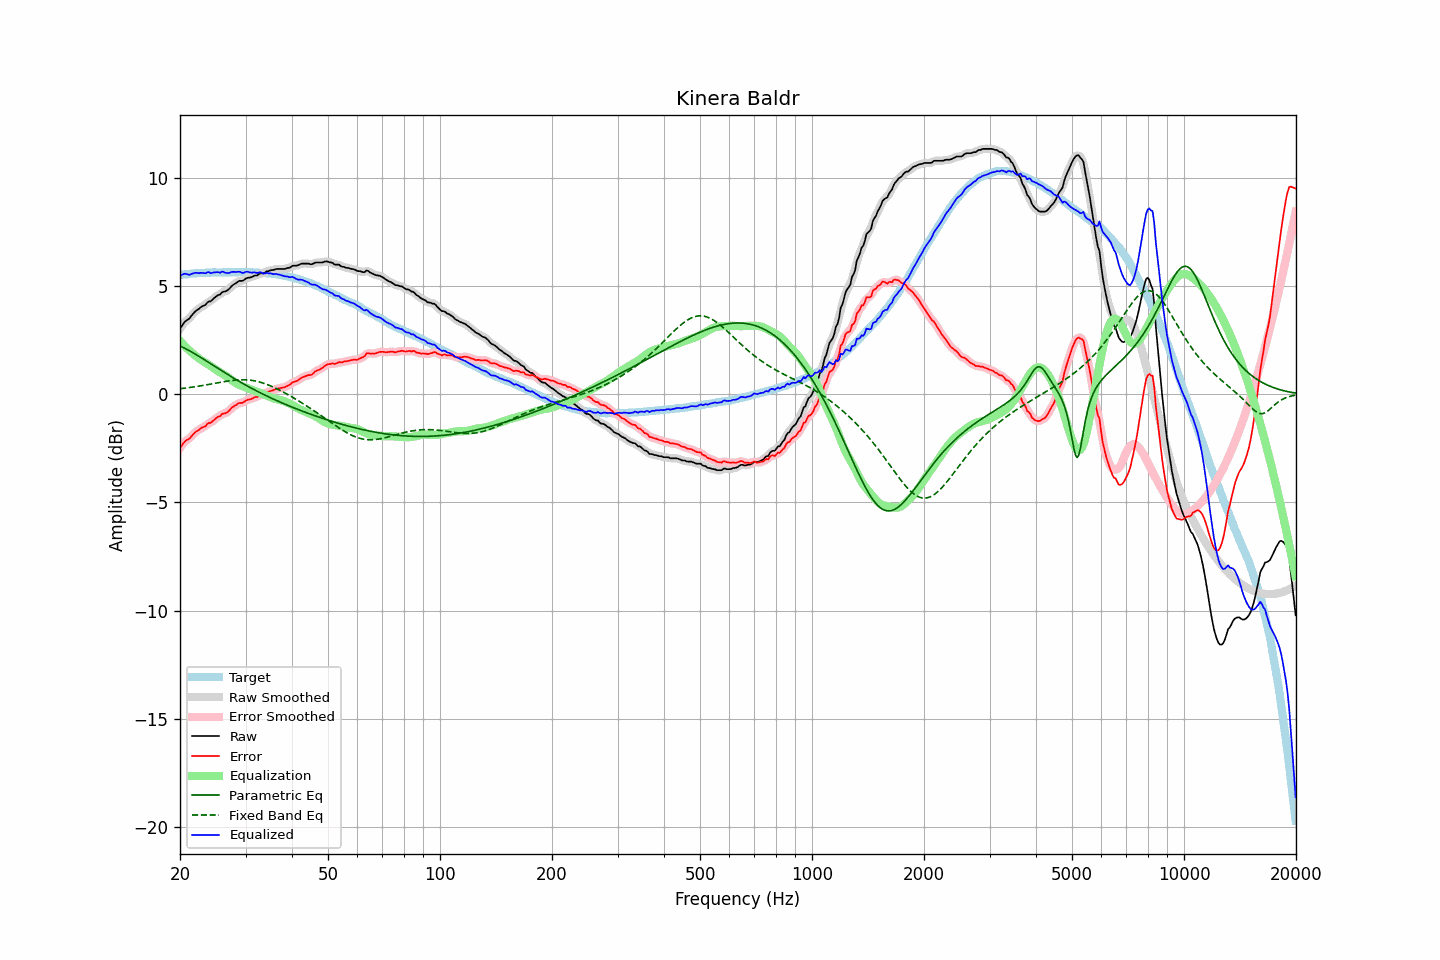 Kinera Baldr
Amplitude (dBr)
10
5
0
−5
−10
−15
−20
Target
Raw Smoothed
Error Smoothed
Raw
Error
Equalization
Parametric Eq
Fixed Band Eq
Equalized
20 50 100 200 500 1000 2000 5000 10000 20000
Frequency (Hz)